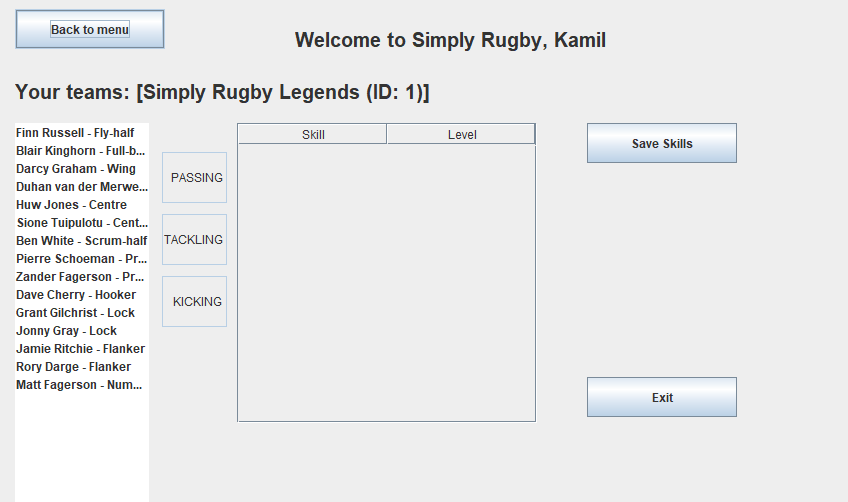 Back to menu
Welcome to Simply Rugby, Kamil
Your teams: [Simply Rugby Legends (ID: 1)]
Finn Russell - Fly-half
Blair Kinghorn - Full-b...
Darcy Graham - Wing
Duhan van der Merwe...
Huw Jones - Centre
Sione Tuipulotu - Cent...
Ben White - Scrum-half
Pierre Schoeman - Pr...
Zander Fagerson - Pr...
Dave Cherry - Hooker
Grant Gilchrist - Lock
Jonny Gray - Lock
Jamie Ritchie - Flanker
Rory Darge - Flanker
Matt Fagerson - Num...
PASSING
TACKLING
KICKING
Skill Level
Save Skills
Exit